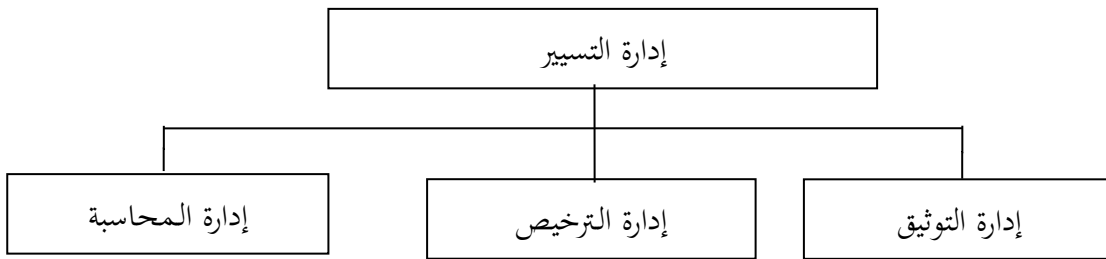 إدارة التسيير
إدارة التوثيق
إدارة الترخيص
إدارة المحاسبة